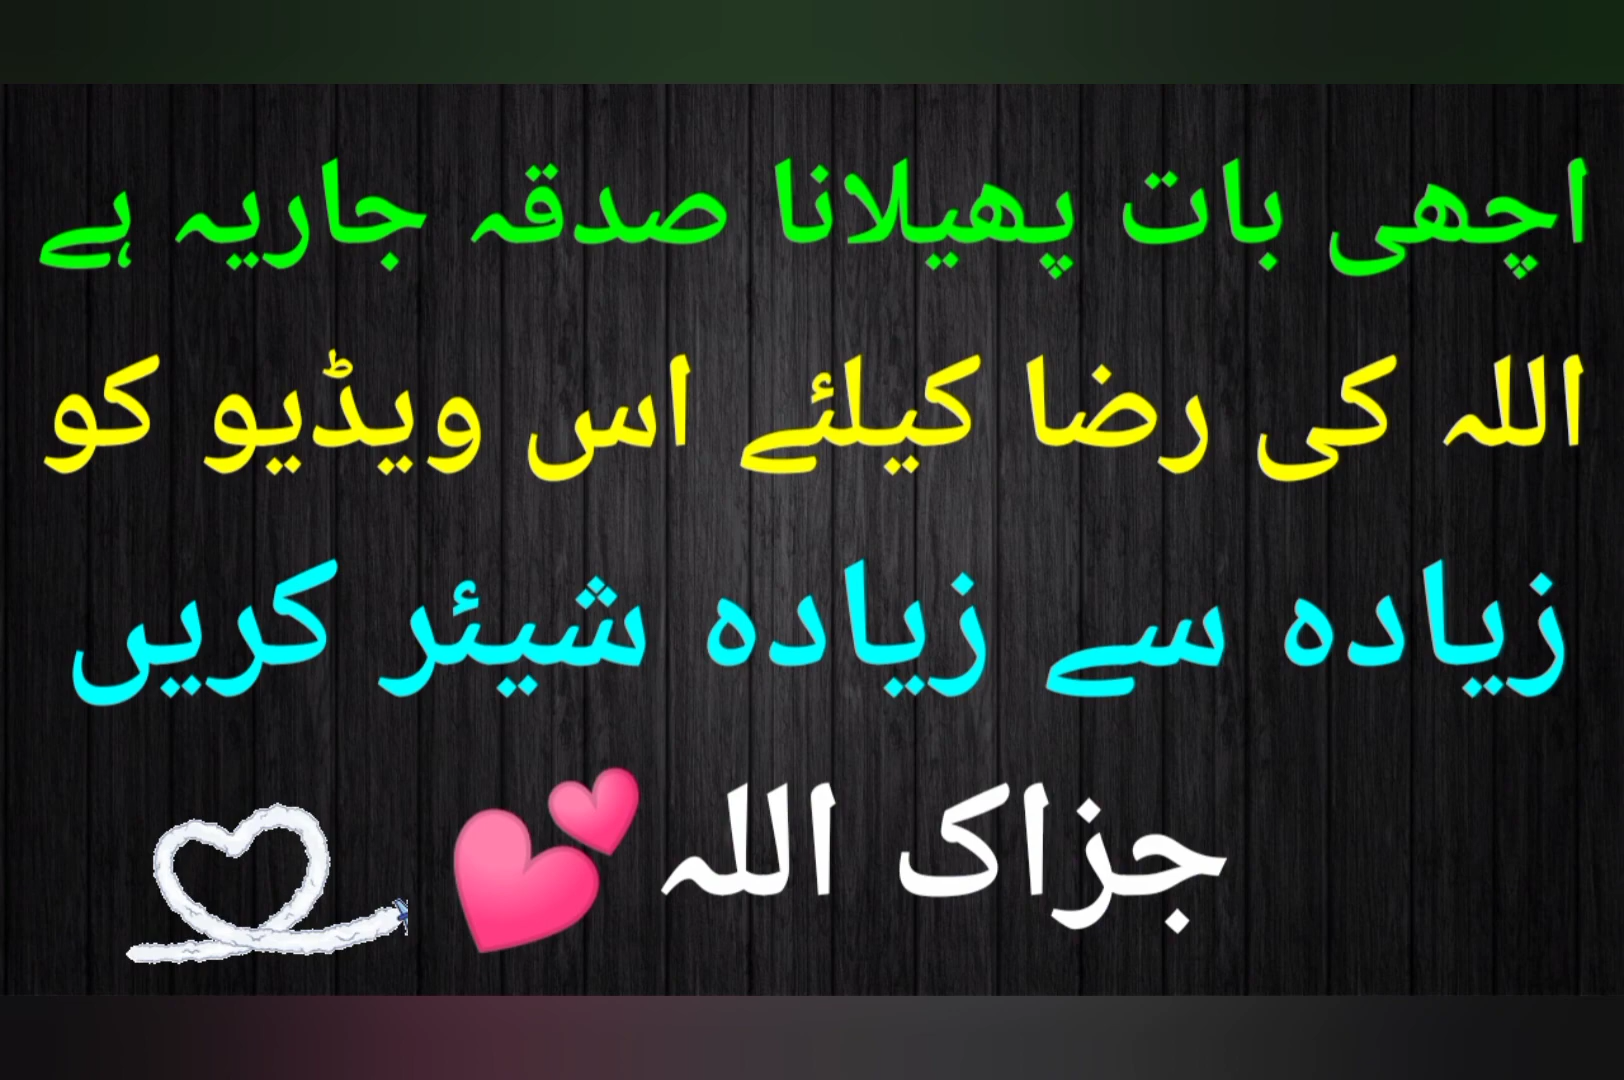 اچھی بات پھیلانا صدقہ جاریہ ہے
اللہ کی رضا کیلئے اس ویڈیو کو
زیادہ سے زیادہ شیئر کریں
جزاک اللہ 💕